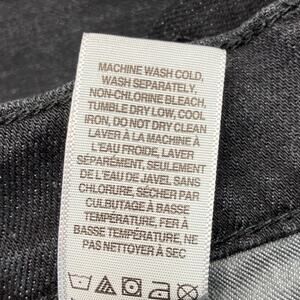 MACHINE WASH COLD,
WASH SEPARATELY,
NON-CHLORINE BLEACH,
TUMBLE DRY LOW, COOL
IRON, DO NOT DRY CLEAN
LAVER À LA MACHINE À
L'EAU FROIDE, LAVER
SÉPARÉMENT, SEULEMENT
DE L'EAU DE JAVEL SANS
CHLORURE, SÉCHER PAR
CULBUTAGE À BASSE
TEMPÉRATURE, FER À
BASSE TEMPÉRATURE, NE
PAS NETTOYER À SEC